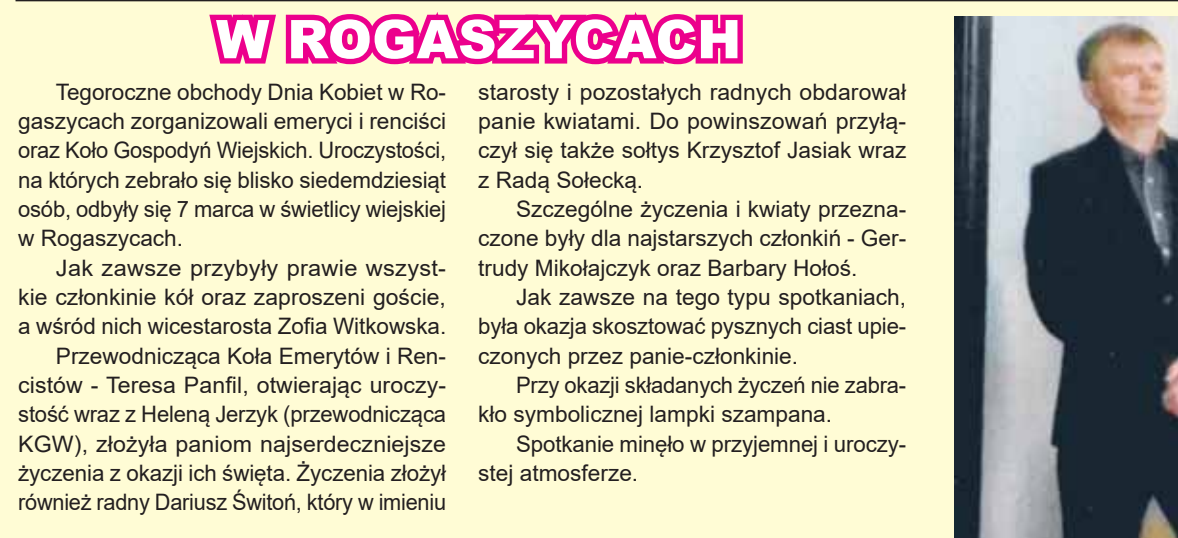 W ROGASZYCACH
Tegoroczne obchody Dnia Kobiet w Ro-
gaszycach zorganizowali emeryci i renciści
oraz Koło Gospodyń Wiejskich. Uroczystości,
na których zebrało się blisko siedemdziesiąt
osób, odbyły się 7 marca w świetlicy wiejskiej
w Rogaszycach.
Jak zawsze przybyły prawie wszyst-
kie członkinie kół oraz zaproszeni goście,
a wśród nich wicestarosta Zofia Witkowska.
Przewodnicząca Koła Emerytów i Ren-
cistów - Teresa Panfil, otwierając uroczy-
stość wraz z Heleną Jerzyk (przewodnicząca
KGW), złożyła paniom najserdeczniejsze
życzenia z okazji ich święta. Życzenia złożył
również radny Dariusz Świtoń, który w imieniu
starosty i pozostałych radnych obdarował
panie kwiatami. Do powinszowań przyłą-
czył się także sołtys Krzysztof Jasiak wraz
z Radą Sołecką.
Szczególne życzenia i kwiaty przezna-
czone były dla najstarszych członkiń - Ger-
trudy Mikołajczyk oraz Barbary Hołoś.
Jak zawsze na tego typu spotkaniach,
była okazja skosztować pysznych ciast upie-
czonych przez panie-członkinie.
Przy okazji składanych życzeń nie zabra-
kło symbolicznej lampki szampana.
Spotkanie minęło w przyjemnej i uroczy-
stej atmosferze.